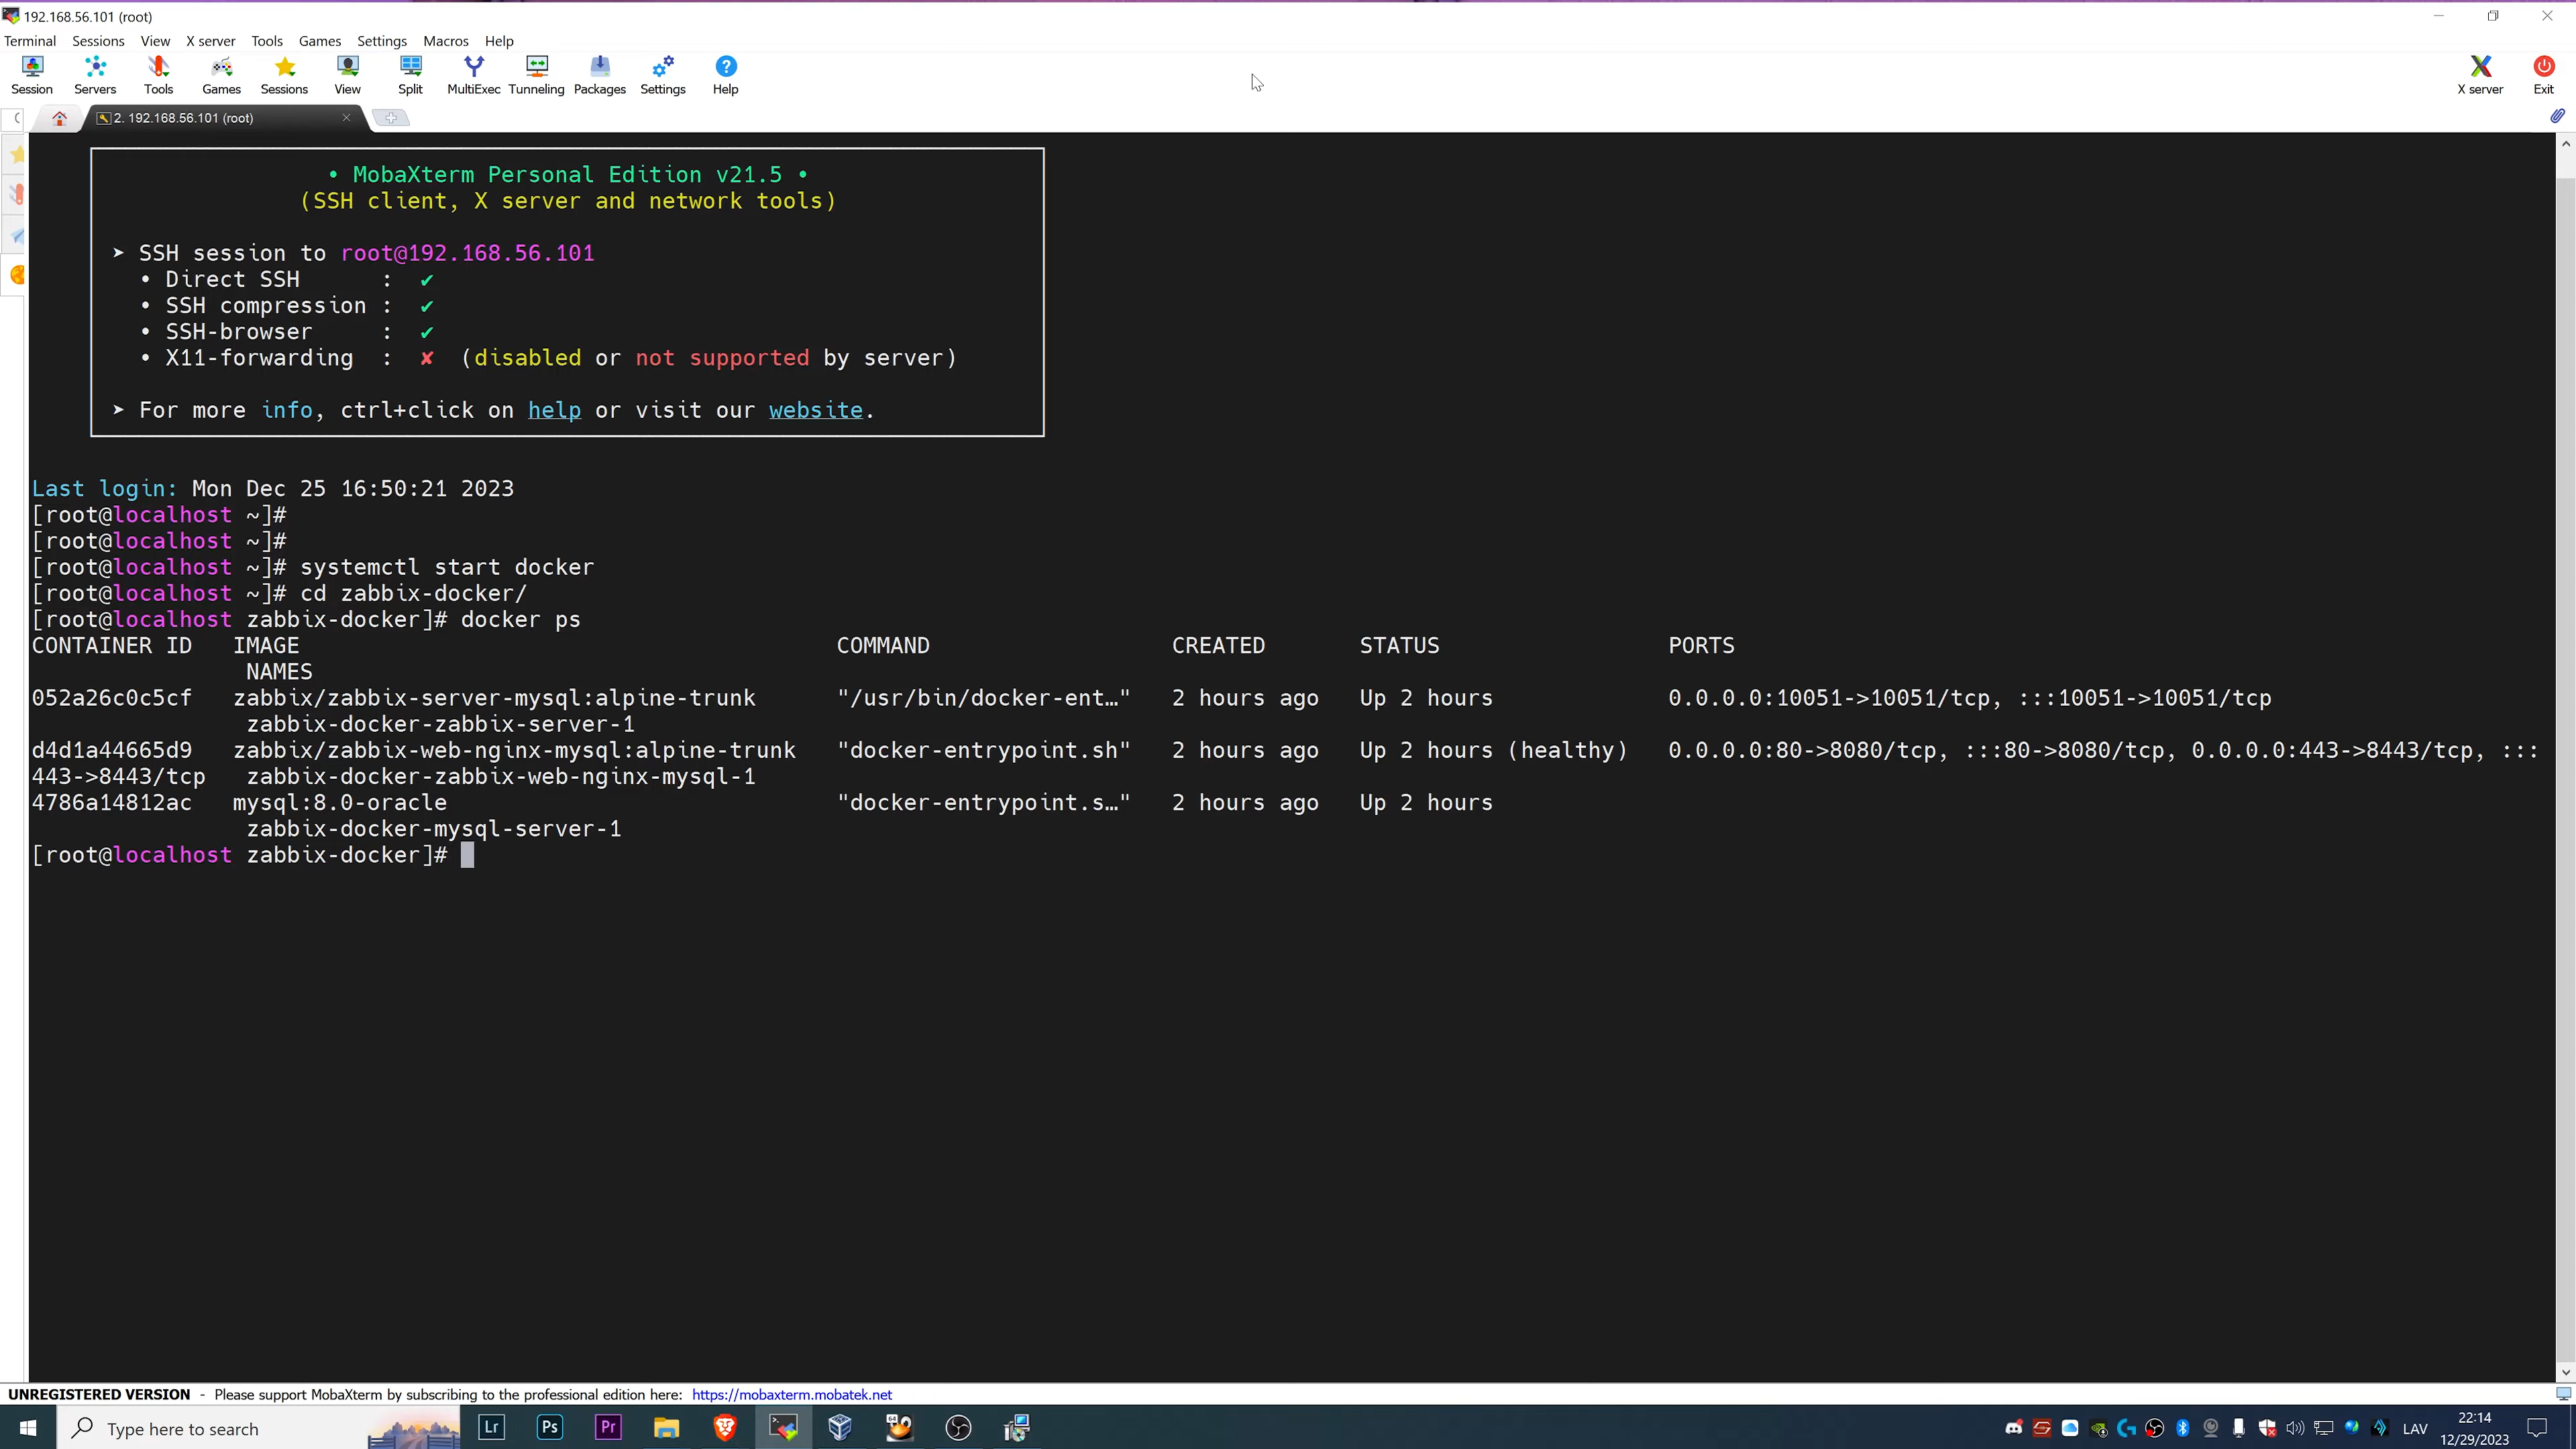 192.168.56.101 (root)
Terminal Sessions View X server Tools Games Settings Macros Help
Session Servers Tools Games Sessions View Split MultiExec Tunneling Packages Settings Help X server Exit
2. 192.168.56.101 (root)
• MobaXterm Personal Edition v21.5 •
(SSH client, X server and network tools)
➤ SSH session to root@192.168.56.101
• Direct SSH : ✔
• SSH compression : ✔
• SSH-browser : ✔
• X11-forwarding : ✘ (disabled or not supported by server)
➤ For more info, ctrl+click on help or visit our website.
Last login: Mon Dec 25 16:50:21 2023
[root@localhost ~]#
[root@localhost ~]#
[root@localhost ~]# systemctl start docker
[root@localhost ~]# cd zabbix-docker/
[root@localhost zabbix-docker]# docker ps
CONTAINER ID IMAGE COMMAND CREATED STATUS PORTS
NAMES
052a26c0c5cf zabbix/zabbix-server-mysql:alpine-trunk "/usr/bin/docker-ent…" 2 hours ago Up 2 hours 0.0.0.0:10051->10051/tcp, :::10051->10051/tcp
zabbix-docker-zabbix-server-1
d4d1a44665d9 zabbix/zabbix-web-nginx-mysql:alpine-trunk "docker-entrypoint.sh" 2 hours ago Up 2 hours (healthy) 0.0.0.0:80->8080/tcp, :::80->8080/tcp, 0.0.0.0:443->8443/tcp, :::
443->8443/tcp zabbix-docker-zabbix-web-nginx-mysql-1
4786a14812ac mysql:8.0-oracle "docker-entrypoint.s…" 2 hours ago Up 2 hours
zabbix-docker-mysql-server-1
[root@localhost zabbix-docker]#
UNREGISTERED VERSION - Please support MobaXterm by subscribing to the professional edition here: https://mobaxterm.mobatek.net
Type here to search
Lr Ps Pr
LAV
22:14
12/29/2023